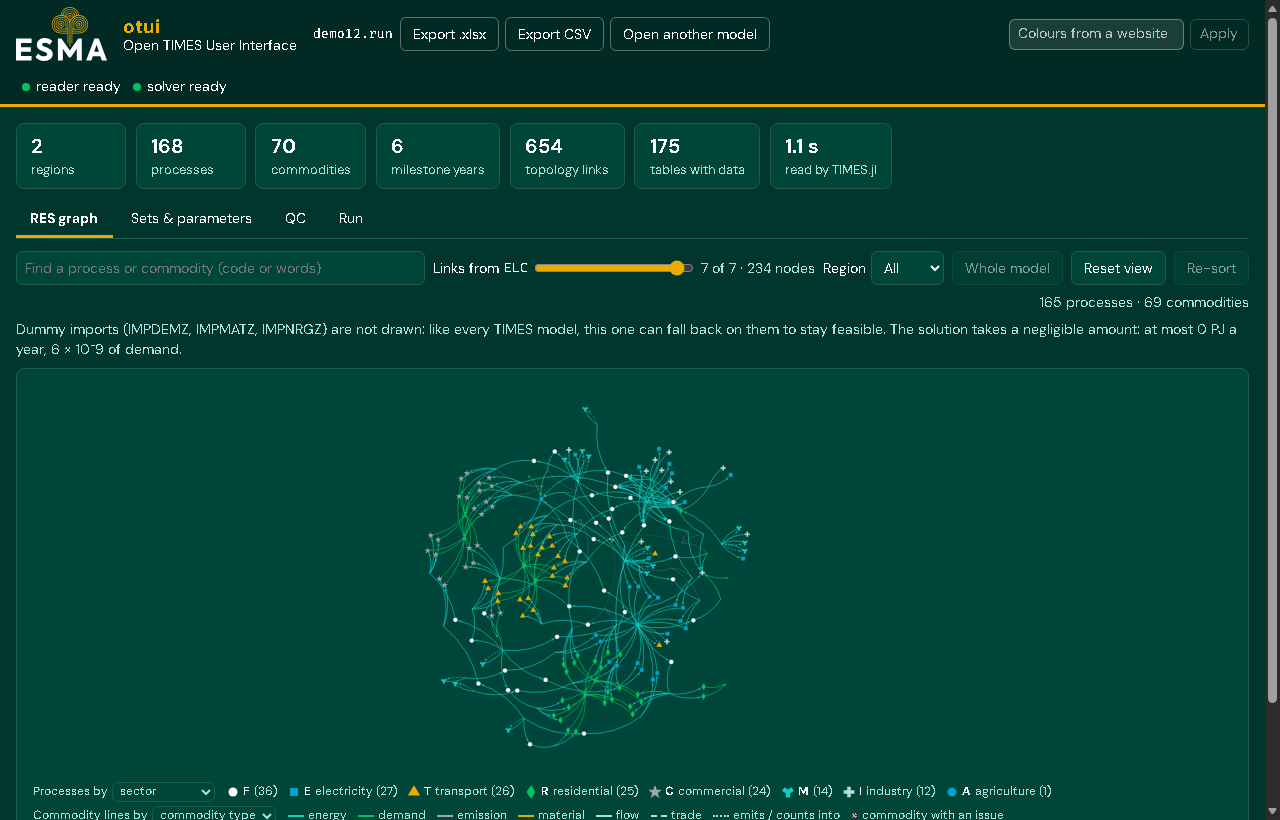 ESMA
otui
Open TIMES User Interface
demo12.run
Export .xlsx
Export CSV
Open another model
Colours from a website
Apply
reader ready
solver ready
2
regions
168
processes
70
commodities
6
milestone years
654
topology links
175
tables with data
1.1 s
read by TIMES.jl
RES graph
Sets & parameters
QC
Run
Find a process or commodity (code or words)
Links from ELC
7 of 7 · 234 nodes
Region
All
Whole model
Reset view
Re-sort
165 processes · 69 commodities
Dummy imports (IMPDEMZ, IMPMATZ, IMPNRGZ) are not drawn: like every TIMES model, this one can fall back on them to stay feasible. The solution takes a negligible amount: at most 0 PJ a
year, 6 × 10⁻9 of demand.
Processes by sector F (36) E electricity (27) T transport (26) R residential (25) C commercial (24) M (14) I industry (12) A agriculture (1)
Commodity lines by commodity type energy demand emission material flow trade emits / counts into commodity with an issue